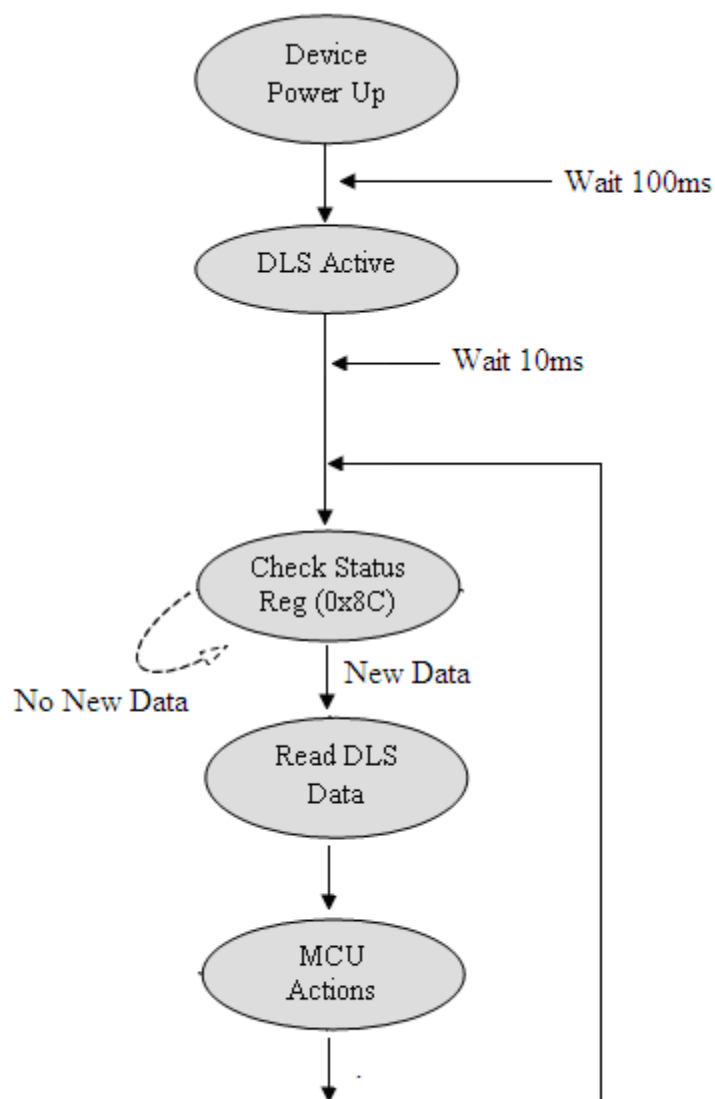 Device
Power Up
Wait 100ms
DLS Active
Wait 10ms
Check Status
Reg (0x8C)
New Data
No New Data
Read DLS
Data
MCU
Actions